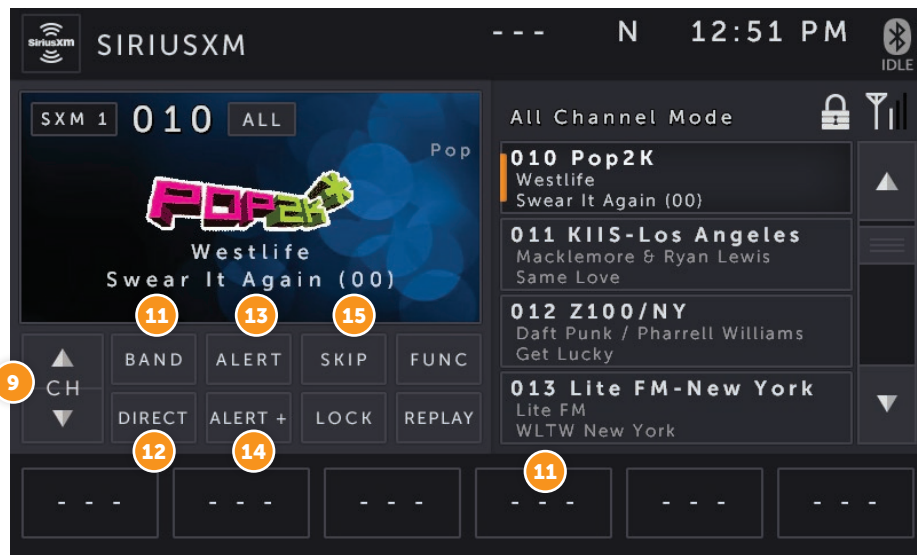 SiriusXM SIRIUSXM - - - N 12:51 PM
IDLE
SXM 1 010 ALL
Pop
POP2K*
Westlife
Swear It Again (00)
11 13 15
BAND ALERT SKIP FUNC
9 CH
DIRECT ALERT + LOCK REPLAY
12 14
All Channel Mode
010 Pop2K
Westlife
Swear It Again (00)
011 KIIS-Los Angeles
Macklemore & Ryan Lewis
Same Love
012 Z100/NY
Daft Punk / Pharrell Williams
Get Lucky
013 Lite FM-New York
Lite FM
WLTW New York
11
- - - - - - - - - - - - - - - - - -